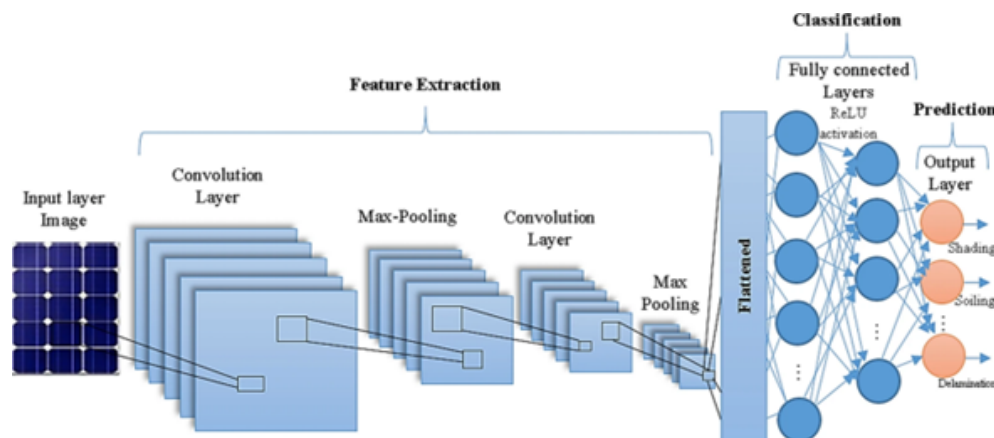 Classification
Feature Extraction
Fully connected
Layers
ReLU
activation
Prediction
Output
Layer
Input layer
Image
Convolution
Layer
Max-Pooling
Convolution
Layer
Max
Pooling
Flattened
Shading
Soiling
Delamination